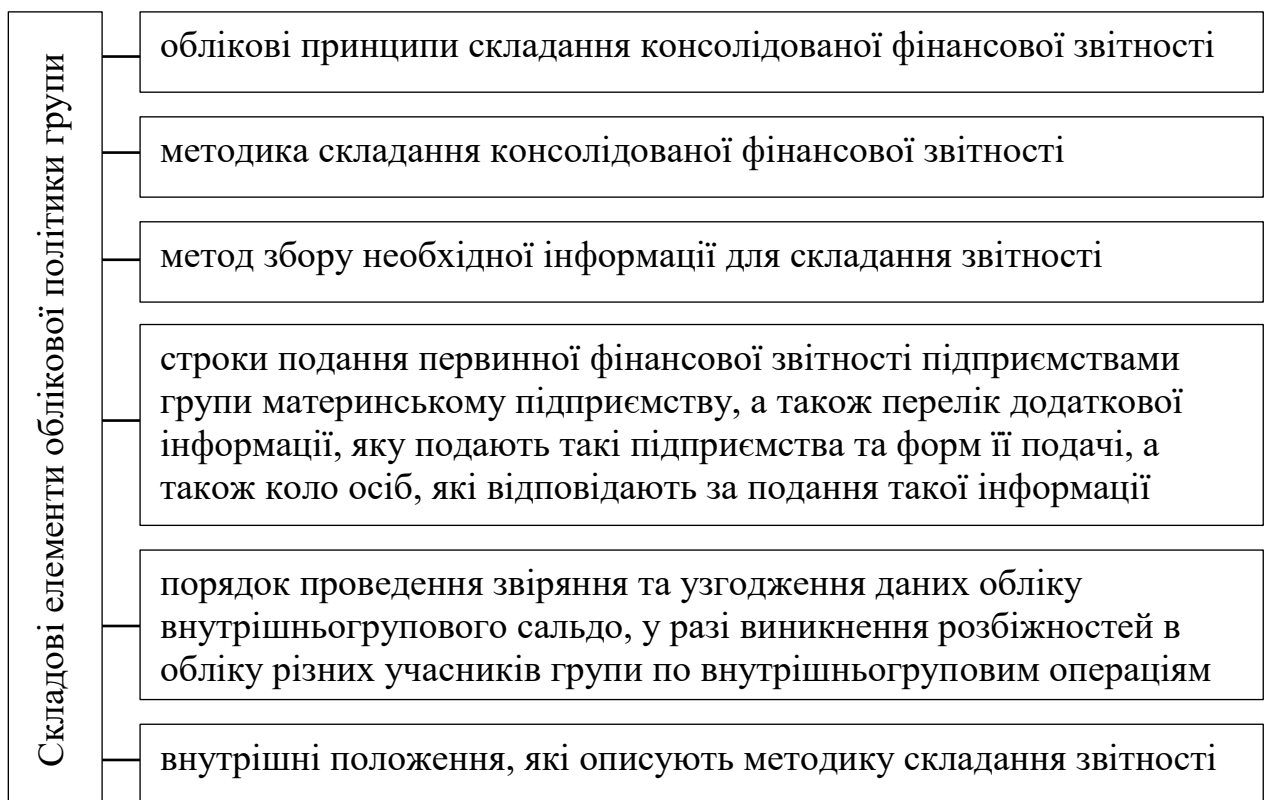 Складові елементи облікової політики групи
облікові принципи складання консолідованої фінансової звітності
методика складання консолідованої фінансової звітності
метод збору необхідної інформації для складання звітності
строки подання первинної фінансової звітності підприємствами
групи материнському підприємству, а також перелік додаткової
інформації, яку подають такі підприємства та форм її подачі, а
також коло осіб, які відповідають за подання такої інформації
порядок проведення звіряння та узгодження даних обліку
внутрішньогрупового сальдо, у разі виникнення розбіжностей в
обліку різних учасників групи по внутрішньогруповим операціям
внутрішні положення, які описують методику складання звітності